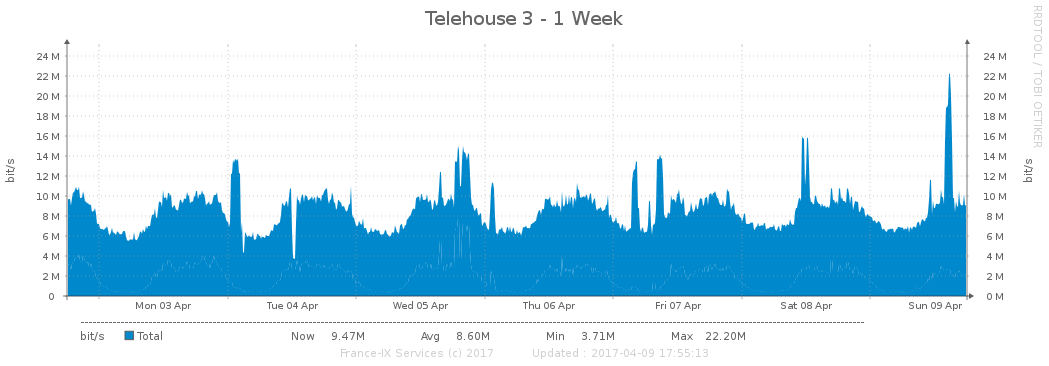 Telehouse 3 - 1 Week
RRDTOOL / TOBI OETIKER
24 M 24 M
22 M 22 M
20 M 20 M
18 M 18 M
16 M 16 M
14 M 14 M
12 M 12 M
10 M 10 M
8 M 8 M
6 M 6 M
4 M 4 M
2 M 2 M
0 0 M
bit/s bit/s
Mon 03 Apr Tue 04 Apr Wed 05 Apr Thu 06 Apr Fri 07 Apr Sat 08 Apr Sun 09 Apr
bit/s Total Now 9.47M Avg 8.60M Min 3.71M Max 22.20M
France-IX Services (c) 2017 Updated : 2017-04-09 17:55:13